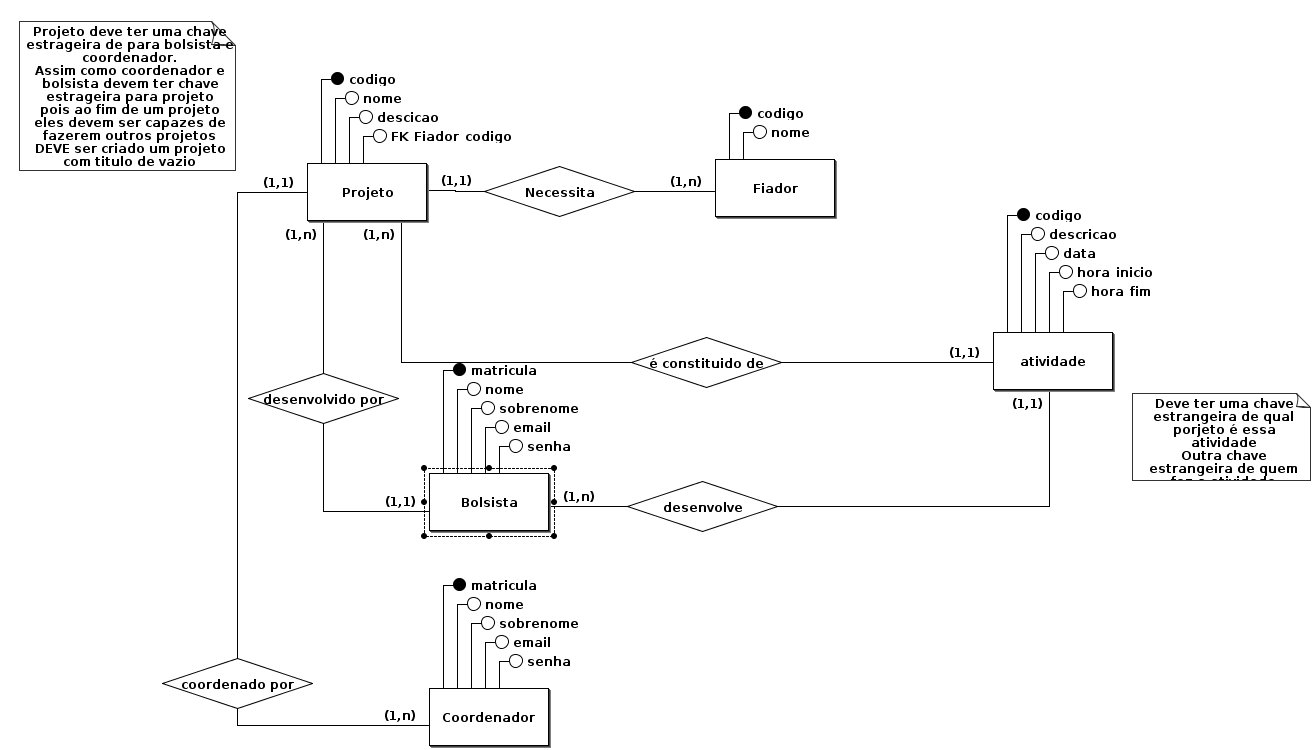 Projeto deve ter uma chave
estrageira de para bolsista e
coordenador.
Assim como coordenador e
bolsista devem ter chave
estrageira para projeto
pois ao fim de um projeto
eles devem ser capazes de
fazerem outros projetos
DEVE ser criado um projeto
com titulo de vazio
codigo
nome
descicao
FK Fiador codigo
codigo
nome
(1,1)
Projeto
(1,1)
Necessita
(1,n)
Fiador
(1,n)
(1,n)
codigo
descricao
data
hora inicio
hora fim
é constituido de
(1,1)
atividade
(1,1)
matricula
nome
sobrenome
email
senha
desenvolvido por
Deve ter uma chave
estrangeira de qual
porjeto é essa
atividade
Outra chave
estrangeira de quem
fez a atividade
(1,1)
Bolsista
(1,n)
desenvolve
matricula
nome
sobrenome
email
senha
coordenado por
(1,n)
Coordenador